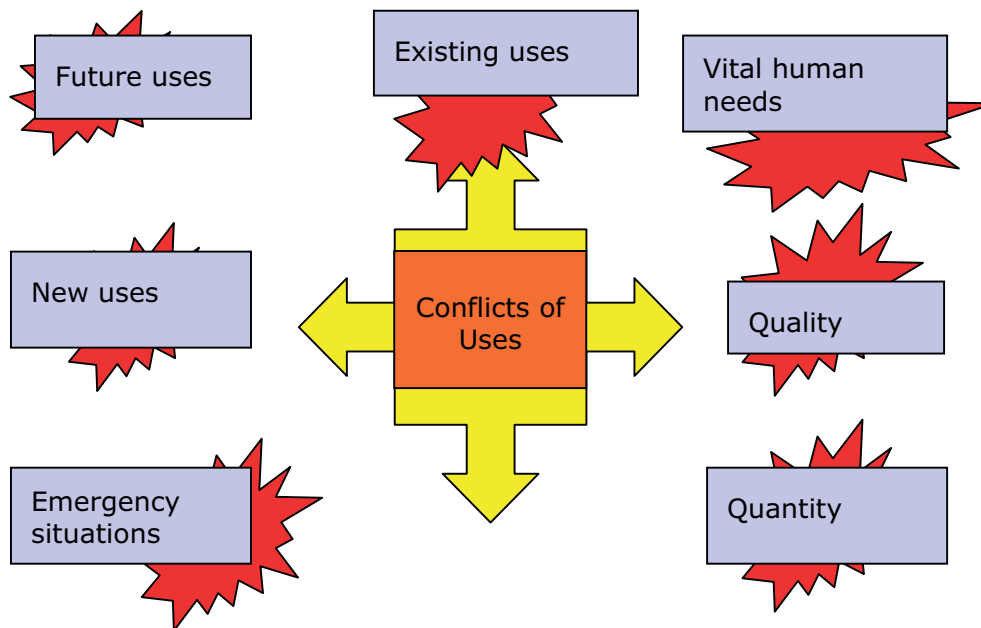 Future uses
Existing uses
Vital human
needs
New uses
Conflicts of
Uses
Quality
Emergency
situations
Quantity